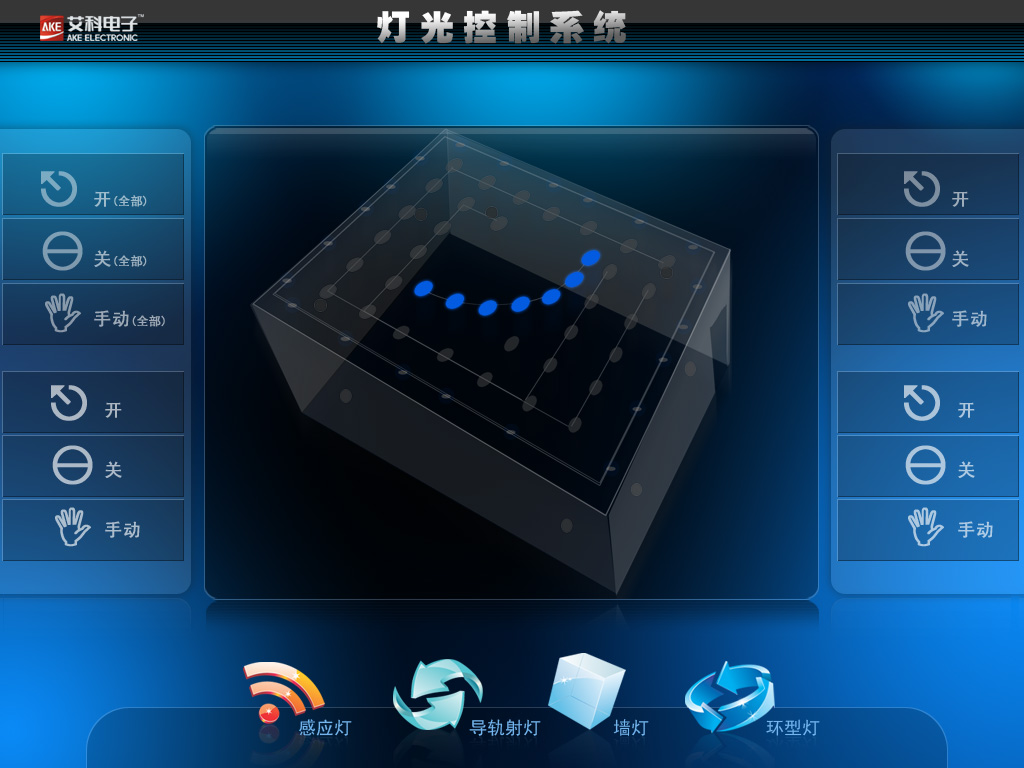 AKE 艾科电子™
AKE ELECTRONIC
灯光控制系统
开(全部)
关(全部)
手动(全部)
开
关
手动
开
关
手动
开
关
手动
感应灯
导轨射灯
墙灯
环型灯